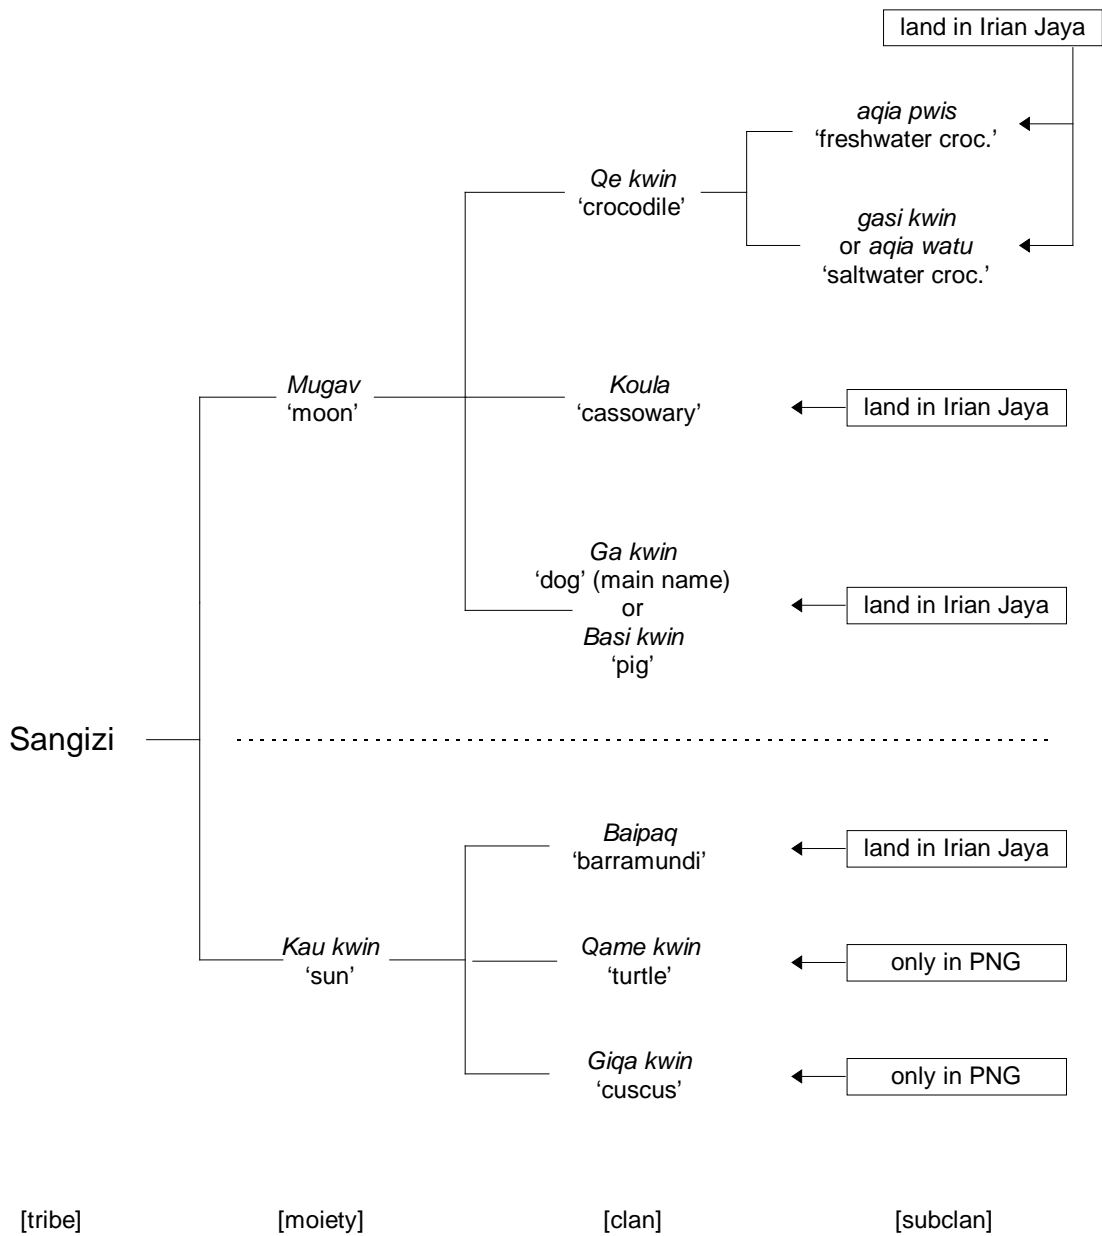 land in Irian Jaya
aqia pwis
‘freshwater croc.’
Qe kwin
‘crocodile’
gasi kwin
or aqia watu
‘saltwater croc.’
Mugav
‘moon’
Koula
‘cassowary’
land in Irian Jaya
Ga kwin
‘dog’ (main name)
or
Basi kwin
‘pig’
land in Irian Jaya
Sangizi
Baipaq
‘barramundi’
land in Irian Jaya
Kau kwin
‘sun’
Qame kwin
‘turtle’
only in PNG
Giqa kwin
‘cuscus’
only in PNG
[tribe] [moiety] [clan] [subclan]